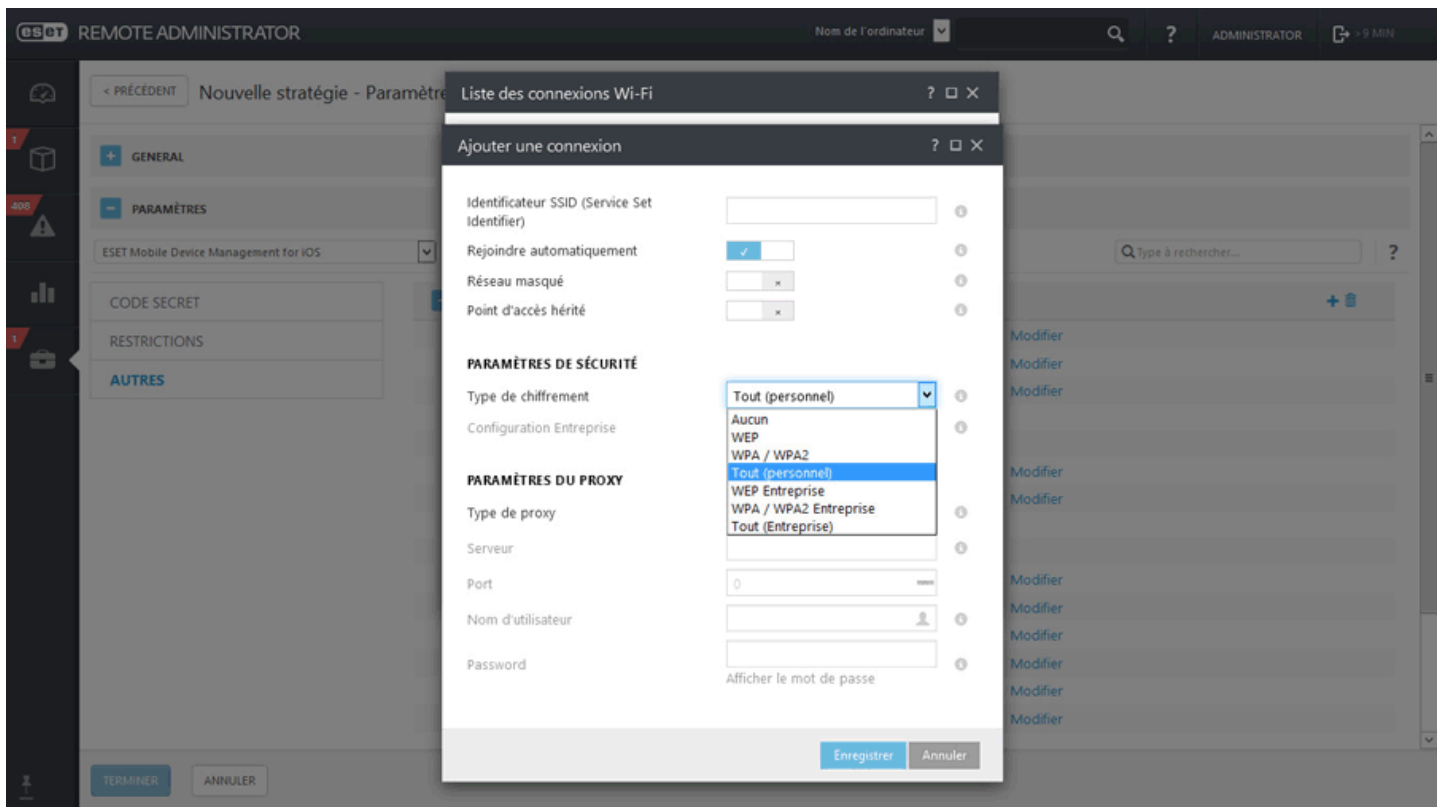 eset REMOTE ADMINISTRATOR
Nom de l'ordinateur
?
ADMINISTRATOR
>9 MIN
< PRÉCÉDENT
Nouvelle stratégie - Paramètre
Liste des connexions Wi-Fi
?
Ajouter une connexion
?
1
408
1
+ GENERAL
- PARAMÈTRES
ESET Mobile Device Management for iOS
Type à rechercher...
?
CODE SECRET
RESTRICTIONS
AUTRES
Identificateur SSID (Service Set
Identifier)
Rejoindre automatiquement
Réseau masqué
Point d'accès hérité
PARAMÈTRES DE SÉCURITÉ
Type de chiffrement
Tout (personnel)
Aucun
WEP
WPA / WPA2
Tout (personnel)
WEP Entreprise
WPA / WPA2 Entreprise
Tout (Entreprise)
Configuration Entreprise
PARAMÈTRES DU PROXY
Type de proxy
Serveur
Port
0
Nom d'utilisateur
Password
Afficher le mot de passe
Modifier
Modifier
Modifier
Modifier
Modifier
Modifier
Modifier
Modifier
Modifier
Modifier
Modifier
Enregistrer
Annuler
TERMINER
ANNULER